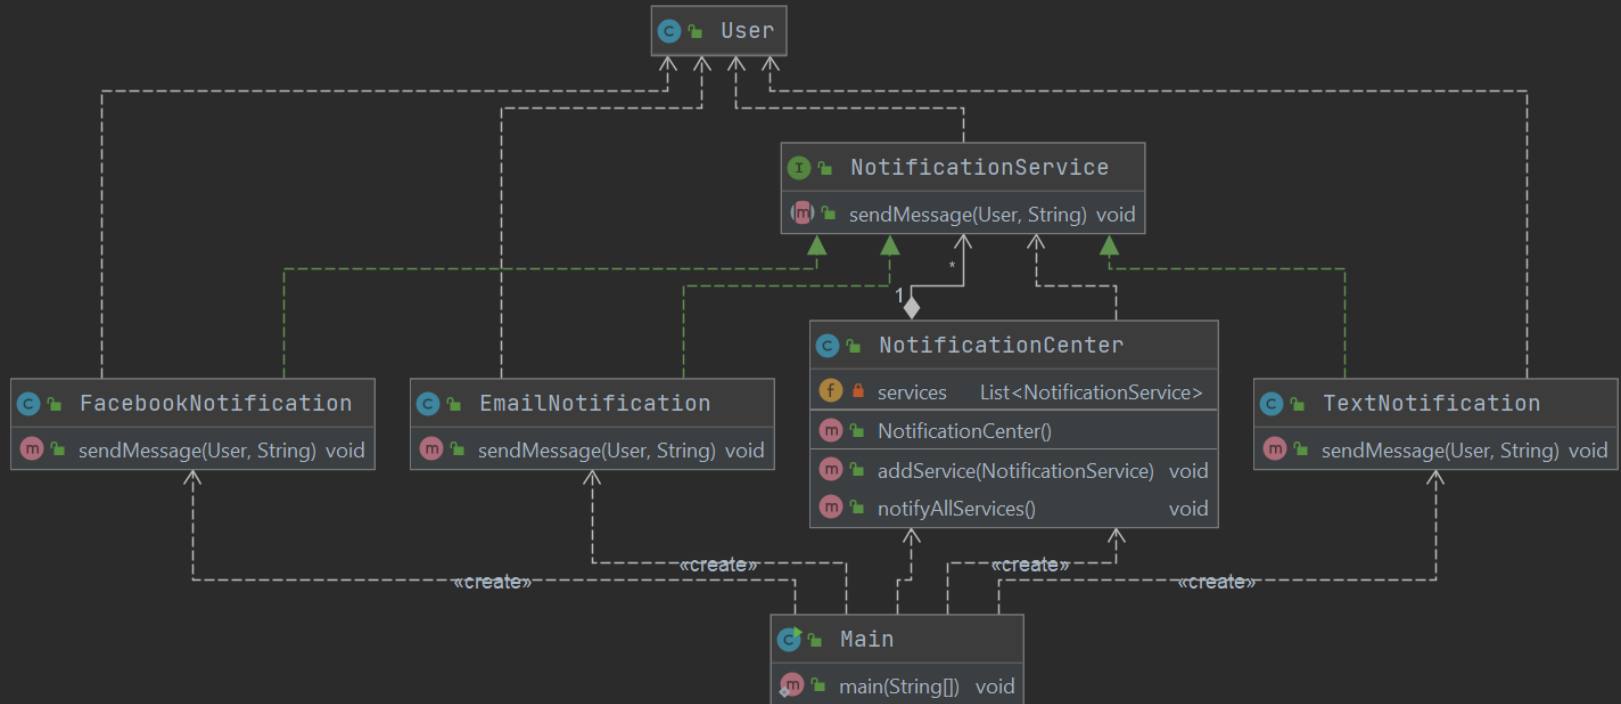 User
NotificationService
sendMessage(User, String) void
*
1
NotificationCenter
services List<NotificationService>
NotificationCenter()
addService(NotificationService) void
notifyAllServices() void
FacebookNotification
sendMessage(User, String) void
EmailNotification
sendMessage(User, String) void
TextNotification
sendMessage(User, String) void
«create»
«create»
«create»
«create»
Main
main(String[]) void